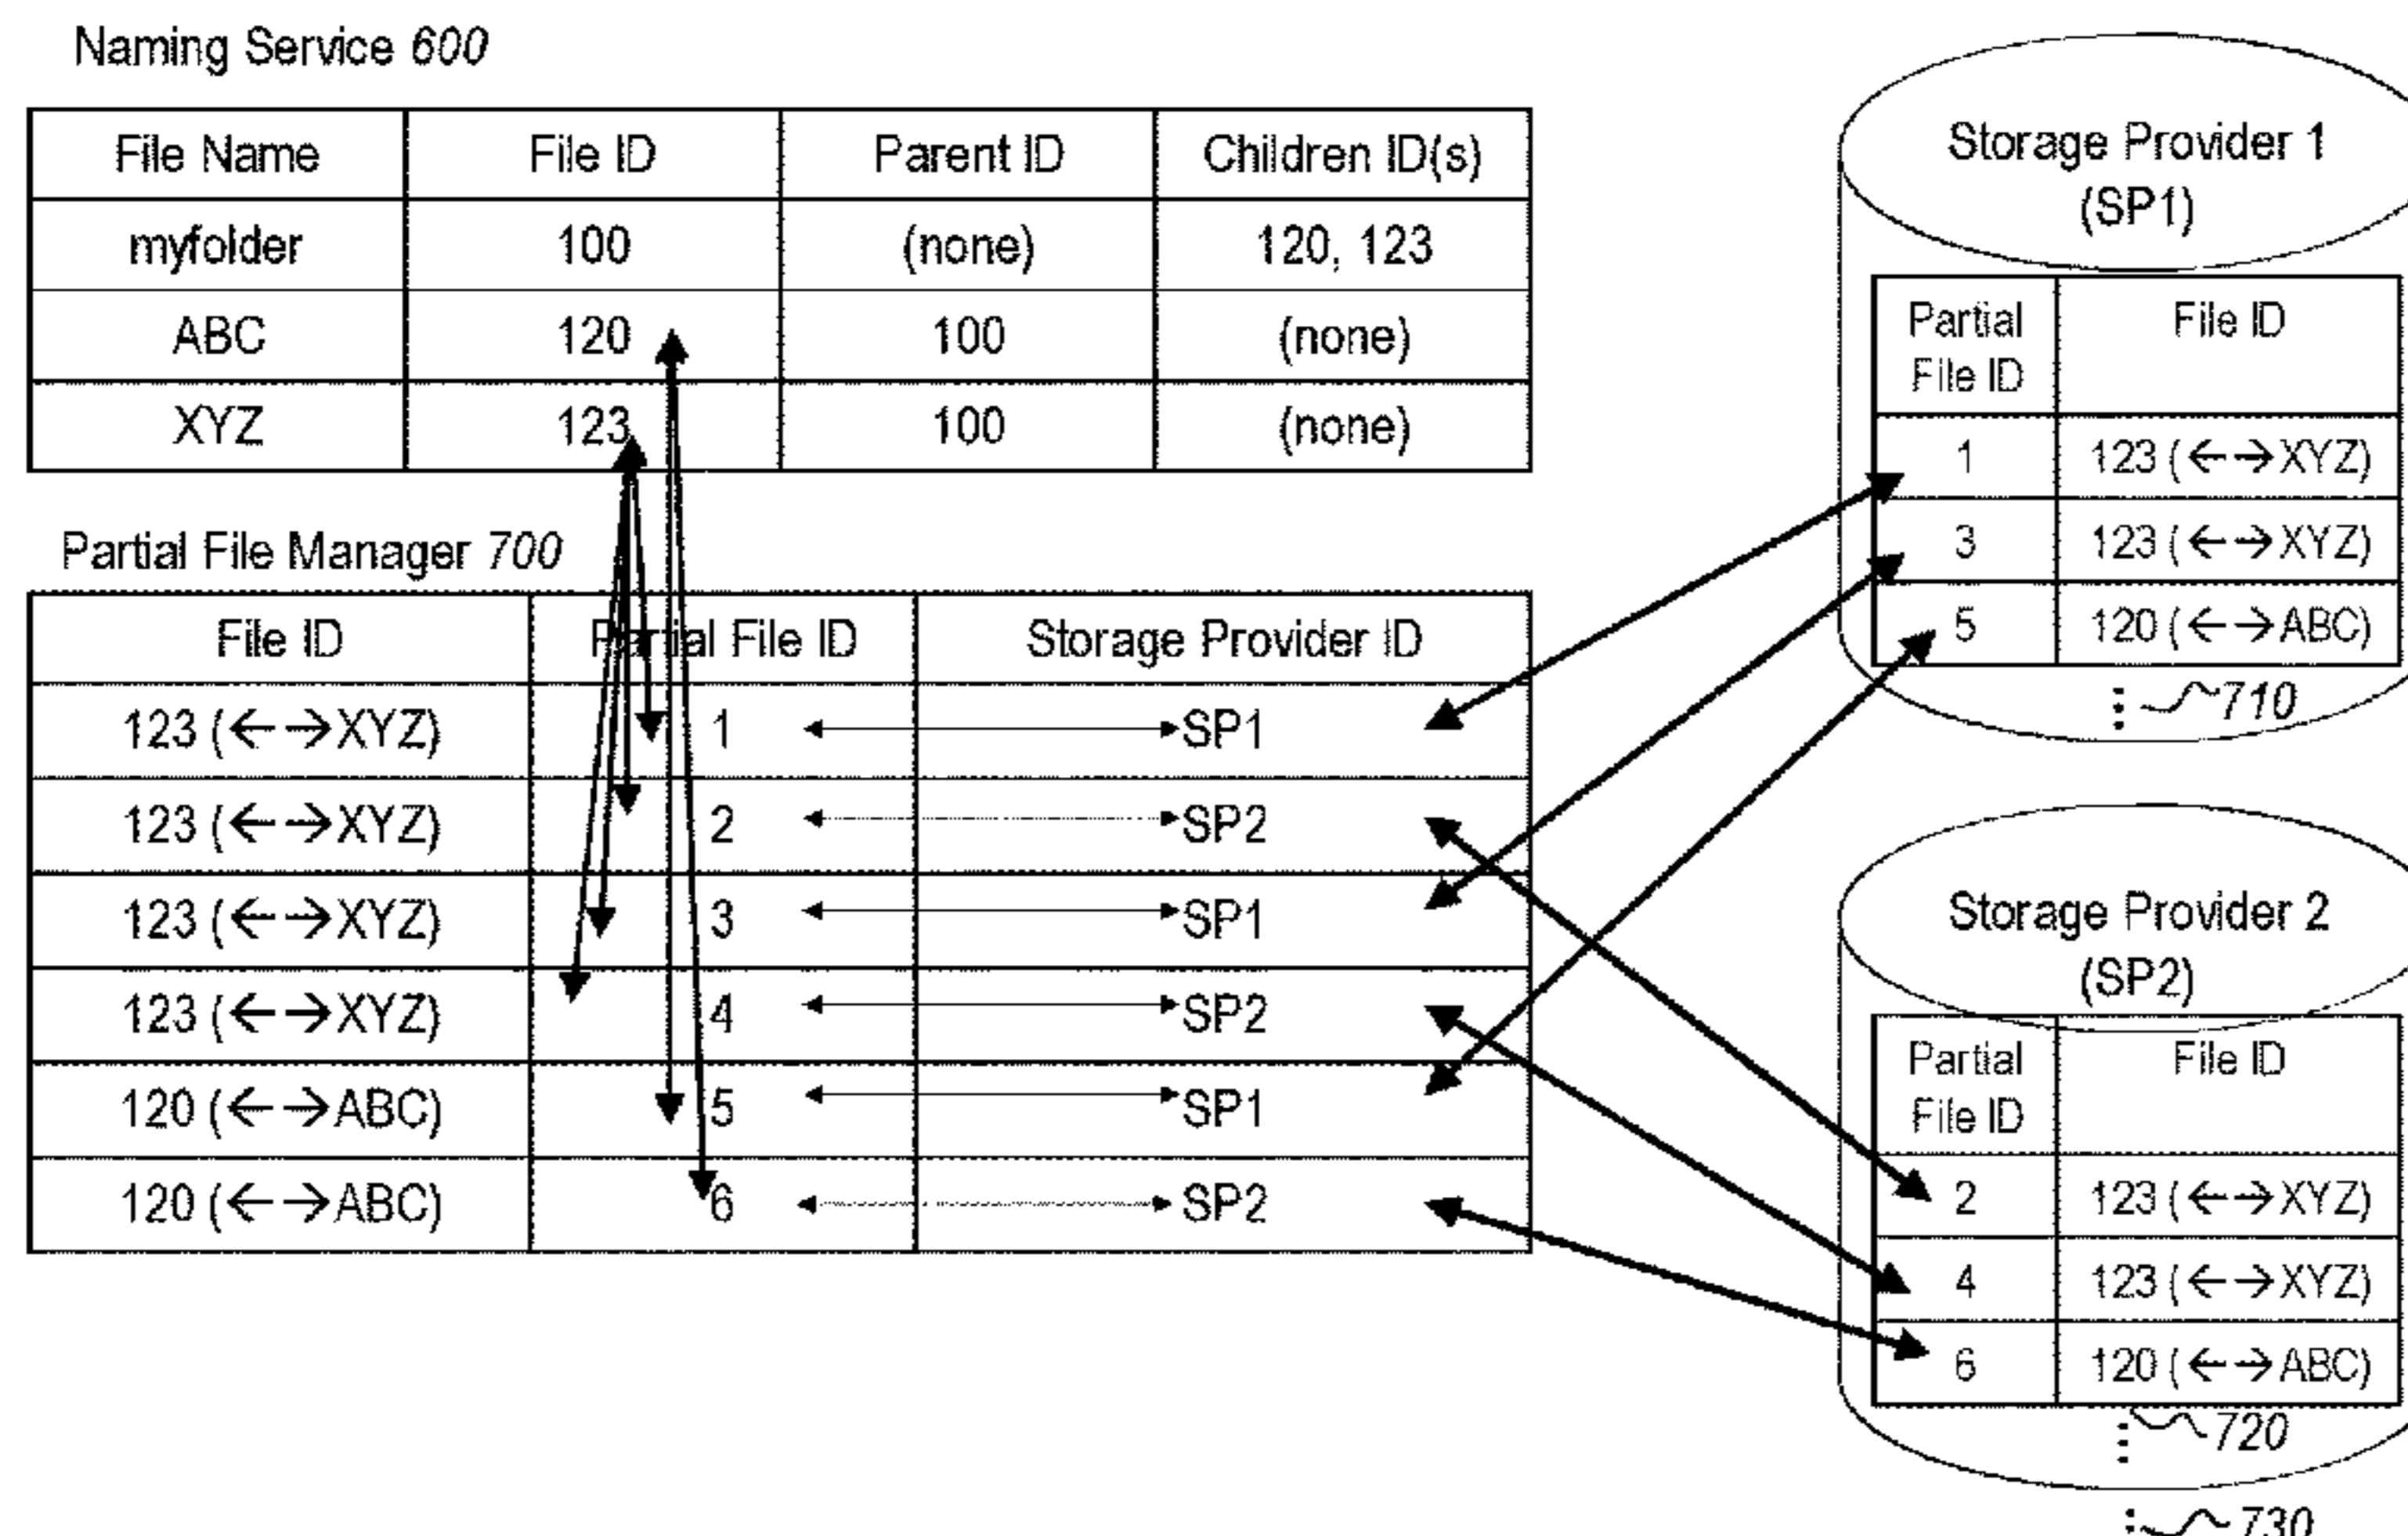 Naming Service 600
File Name File ID Parent ID Children ID(s)
myfolder 100 (none) 120, 123
ABC 120 100 (none)
XYZ 123 100 (none)
Partial File Manager 700
File ID Partial File ID Storage Provider ID
123 (←→XYZ) 1 SP1
123 (←→XYZ) 2 SP2
123 (←→XYZ) 3 SP1
123 (←→XYZ) 4 SP2
120 (←→ABC) 5 SP1
120 (←→ABC) 6 SP2
Storage Provider 1
(SP1)
Partial File ID
File ID
1 123 (←→XYZ)
3 123 (←→XYZ)
5 120 (←→ABC)
710
Storage Provider 2
(SP2)
Partial File ID
File ID
2 123 (←→XYZ)
4 123 (←→XYZ)
6 120 (←→ABC)
720
730